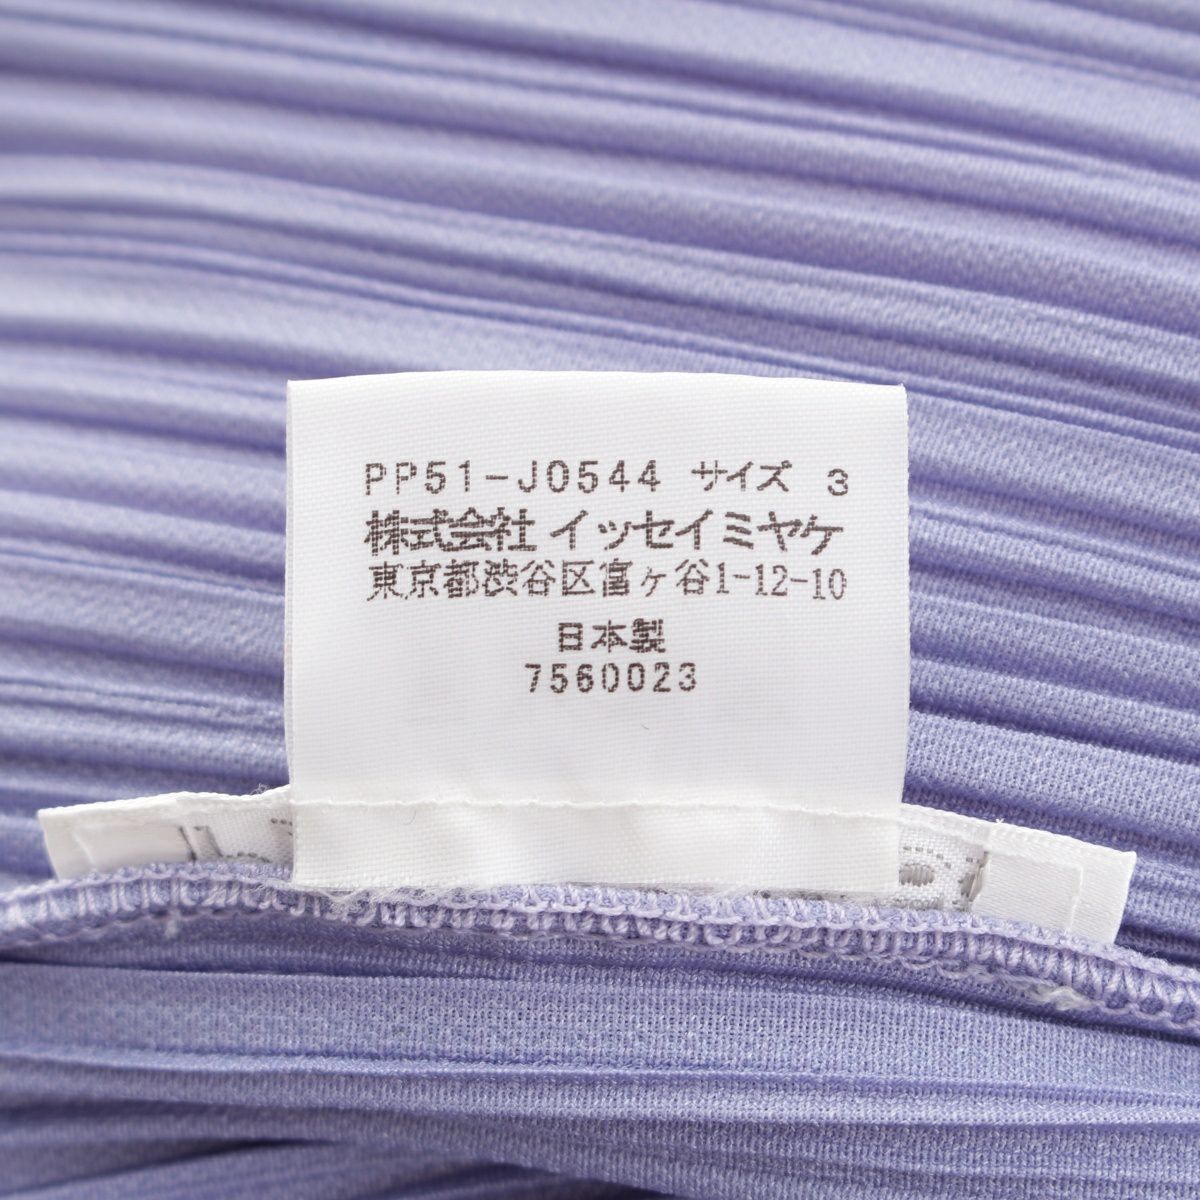 PP51-J0544 サイズ 3
株式会社 イッセイミヤケ
東京都渋谷区富ヶ谷1-12-10
日本製
7560023